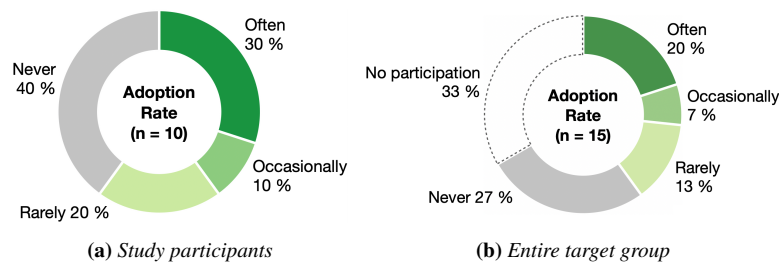 Often
30 %
Never
40 %
Adoption
Rate
(n = 10)
Occasionally
10 %
Rarely 20 %
(a) Study participants
Often
20 %
No participation
33 %
Adoption
Rate
(n = 15)
Occasionally
7 %
Rarely
13 %
Never 27 %
(b) Entire target group